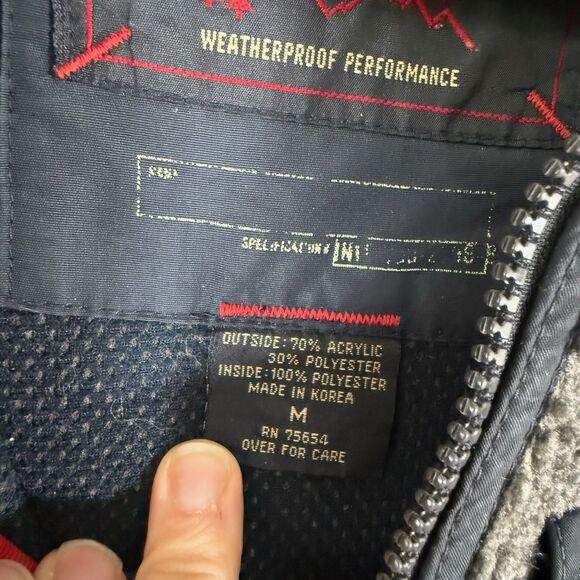 WEATHERPROOF PERFORMANCE
SPECIFICATION#
OUTSIDE: 70% ACRYLIC
30% POLYESTER
INSIDE: 100% POLYESTER
MADE IN KOREA
M
RN 75654
OVER FOR CARE